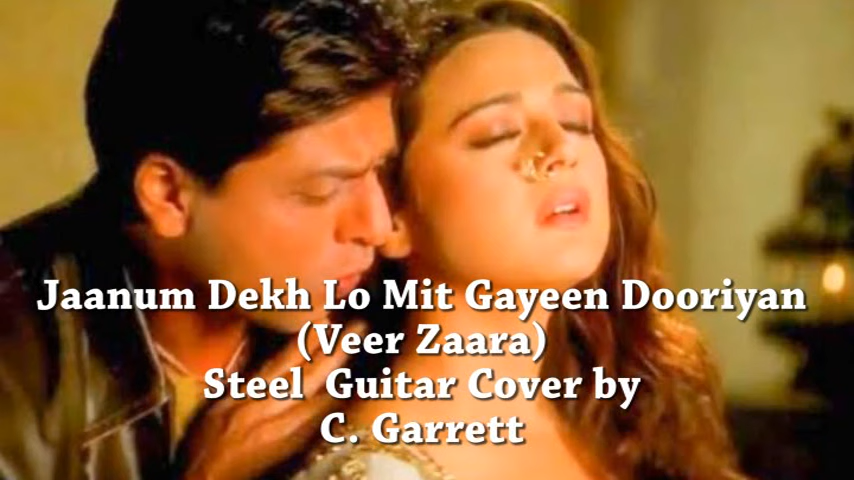 Jaanum Dekh Lo Mit Gayeen Dooriyan
(Veer Zaara)
Steel  Guitar Cover by
C. Garrett